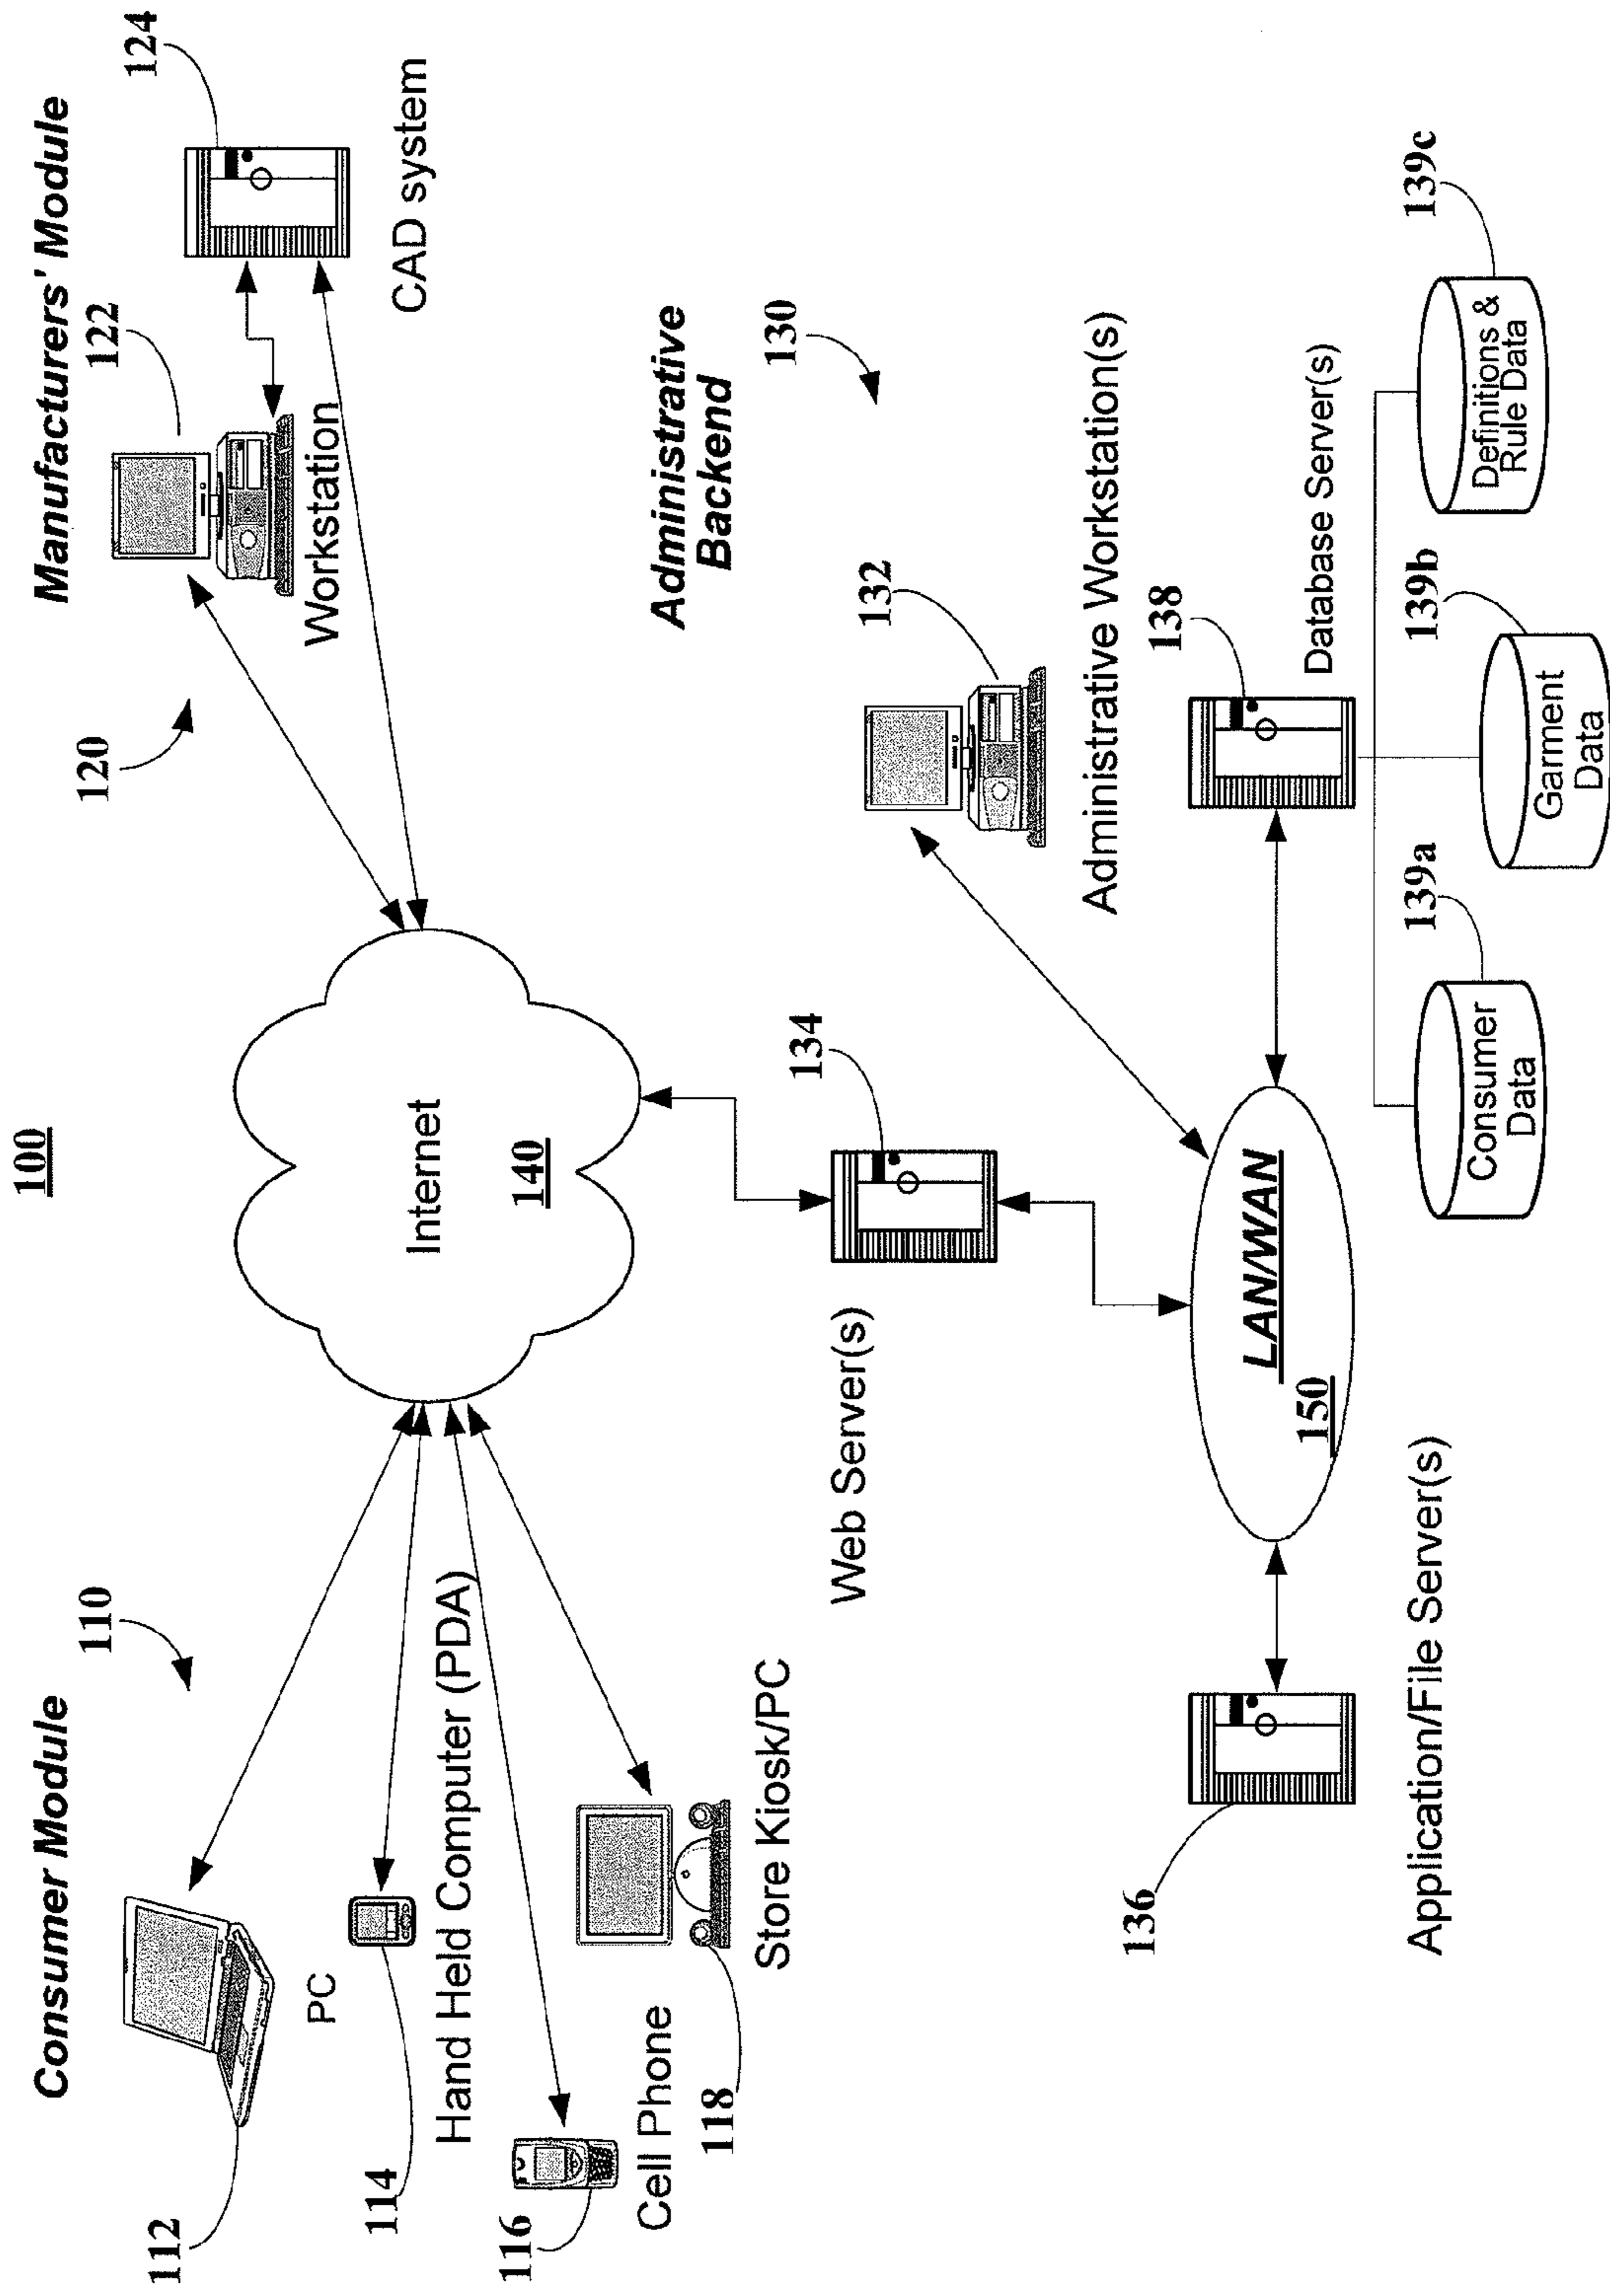 100
Consumer Module
110
112
PC
114
Hand Held Computer (PDA)
116
Cell Phone
118
Store Kiosk/PC
Internet
140
Manufacturers' Module
120
122
Workstation
124
CAD system
Administrative
Backend
130
132
Administrative Workstation(s)
134
Web Server(s)
LAN/WAN
150
136
Application/File Server(s)
138
Database Server(s)
139a
Consumer
Data
139b
Garment
Data
139c
Definitions &
Rule Data